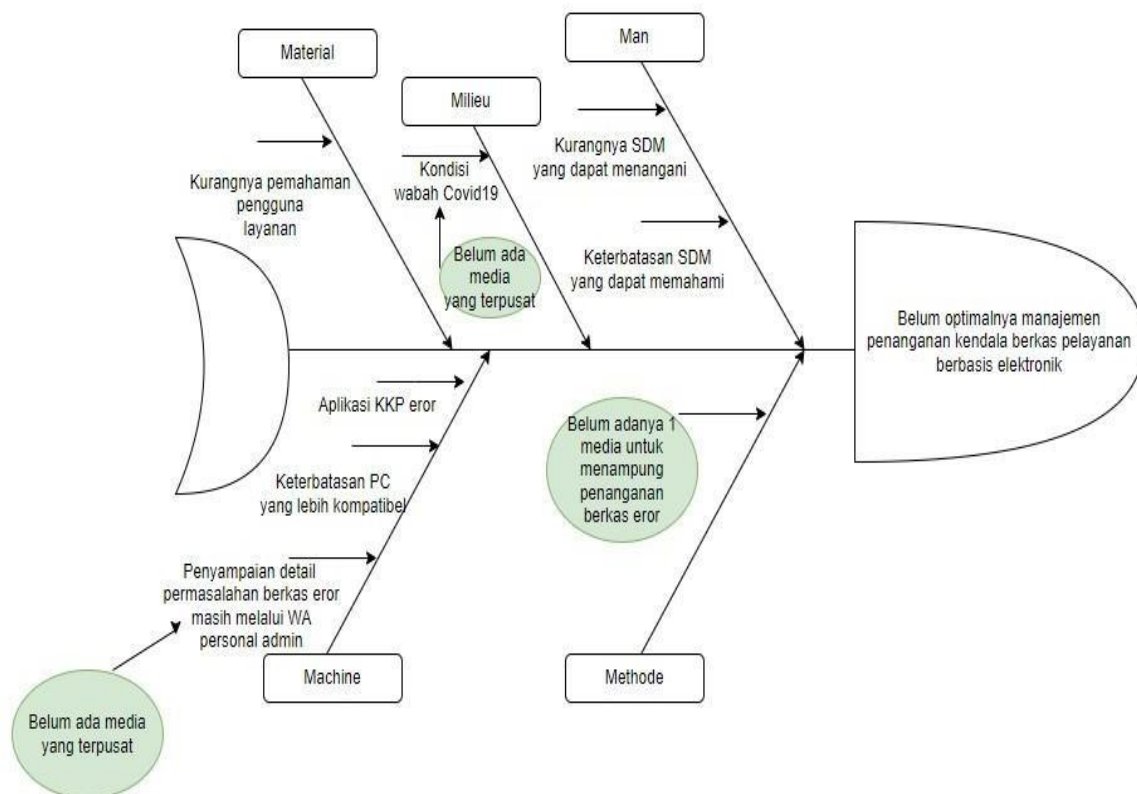 Material
Man
Milieu
Kurangnya pemahaman
pengguna
layanan
Kondisi
wabah Covid19
Belum ada
media
yang terpusat
Kurangnya SDM
yang dapat menangani
Keterbatasan SDM
yang dapat memahami
Belum optimalnya manajemen
penanganan kendala berkas pelayanan
berbasis elektronik
Aplikasi KKP eror
Keterbatasan PC
yang lebih kompatibel
Penyampaian detail
permasalahan berkas eror
masih melalui WA
personal admin
Belum ada media
yang terpusat
Machine
Belum adanya 1
media untuk
menampung
penanganan
berkas eror
Methode